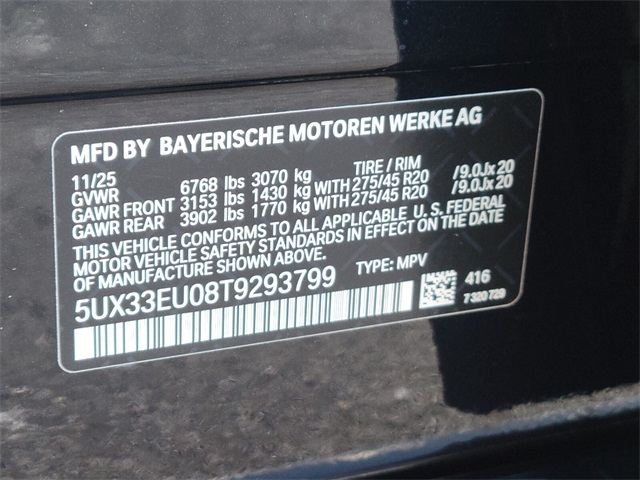 MFD BY BAYERISCHE MOTOREN WERKE AG
11/25 TIRE / RIM
GVWR 6768 lbs 3070 kg
GAWR FRONT 3153 lbs 1430 kg WITH 275/45 R20 /9.0Jx20
GAWR REAR 3902 lbs 1770 kg WITH 275/45 R20 /9.0Jx20
THIS VEHICLE CONFORMS TO ALL APPLICABLE U.S. FEDERAL
MOTOR VEHICLE SAFETY STANDARDS IN EFFECT ON THE DATE
OF MANUFACTURE SHOWN ABOVE.
5UX33EU08T9293799 TYPE: MPV
416
7320729